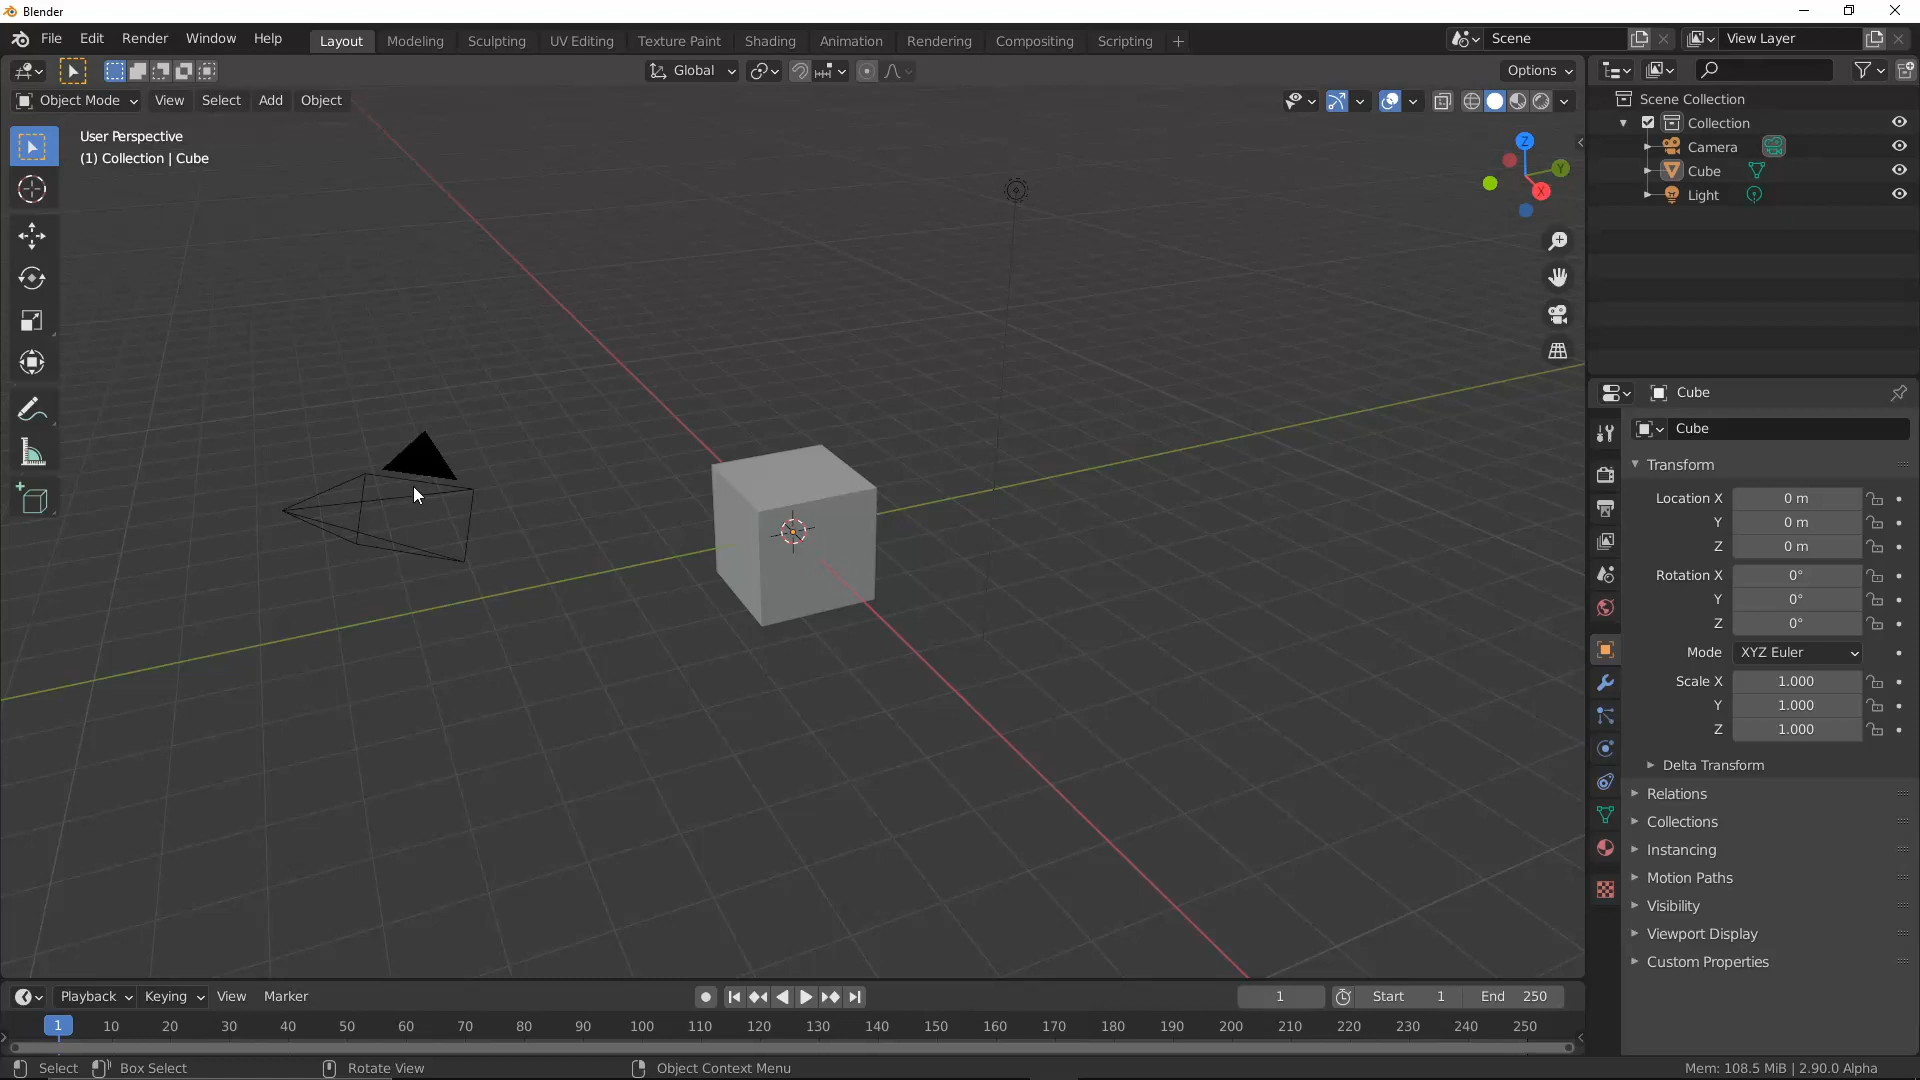 Blender
File Edit Render Window Help Layout Modeling Sculpting UV Editing Texture Paint Shading Animation Rendering Compositing Scripting + Scene View Layer
Global Options
Object Mode View Select Add Object
User Perspective
(1) Collection | Cube
Z
Y
X
Scene Collection
Collection
Camera
Cube
Light
Cube
Cube
Transform
Location X 0 m
Y 0 m
Z 0 m
Rotation X 0°
Y 0°
Z 0°
Mode XYZ Euler
Scale X 1.000
Y 1.000
Z 1.000
Delta Transform
Relations
Collections
Instancing
Motion Paths
Visibility
Viewport Display
Custom Properties
Playback Keying View Marker 1 Start 1 End 250
1 10 20 30 40 50 60 70 80 90 100 110 120 130 140 150 160 170 180 190 200 210 220 230 240 250
Select Box Select Rotate View Object Context Menu Mem: 108.5 MiB | 2.90.0 Alpha